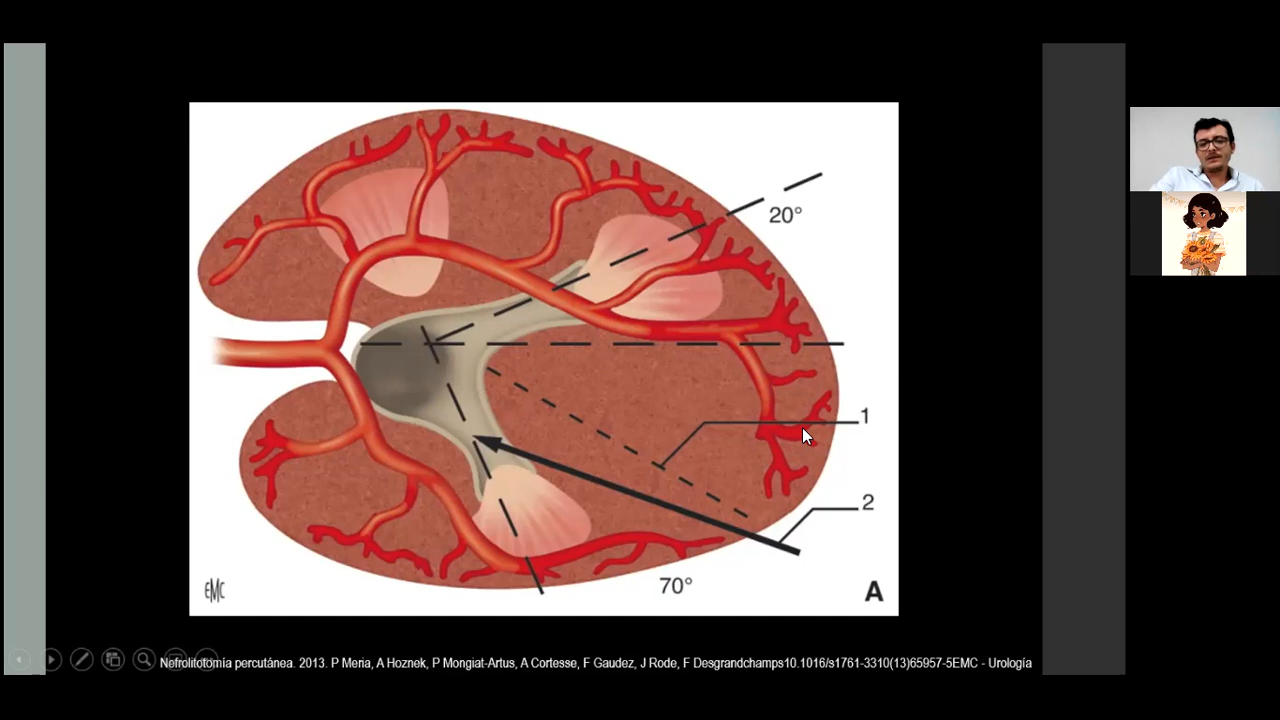 20°
1
2
70°
A
EMC
Nefrolitotomía percutánea. 2013. P Meria, A Hoznek, P Mongiat-Artus, A Cortesse, F Gaudez, J Rode, F Desgrandchamps10.1016/s1761-3310(13)65957-5EMC - Urología